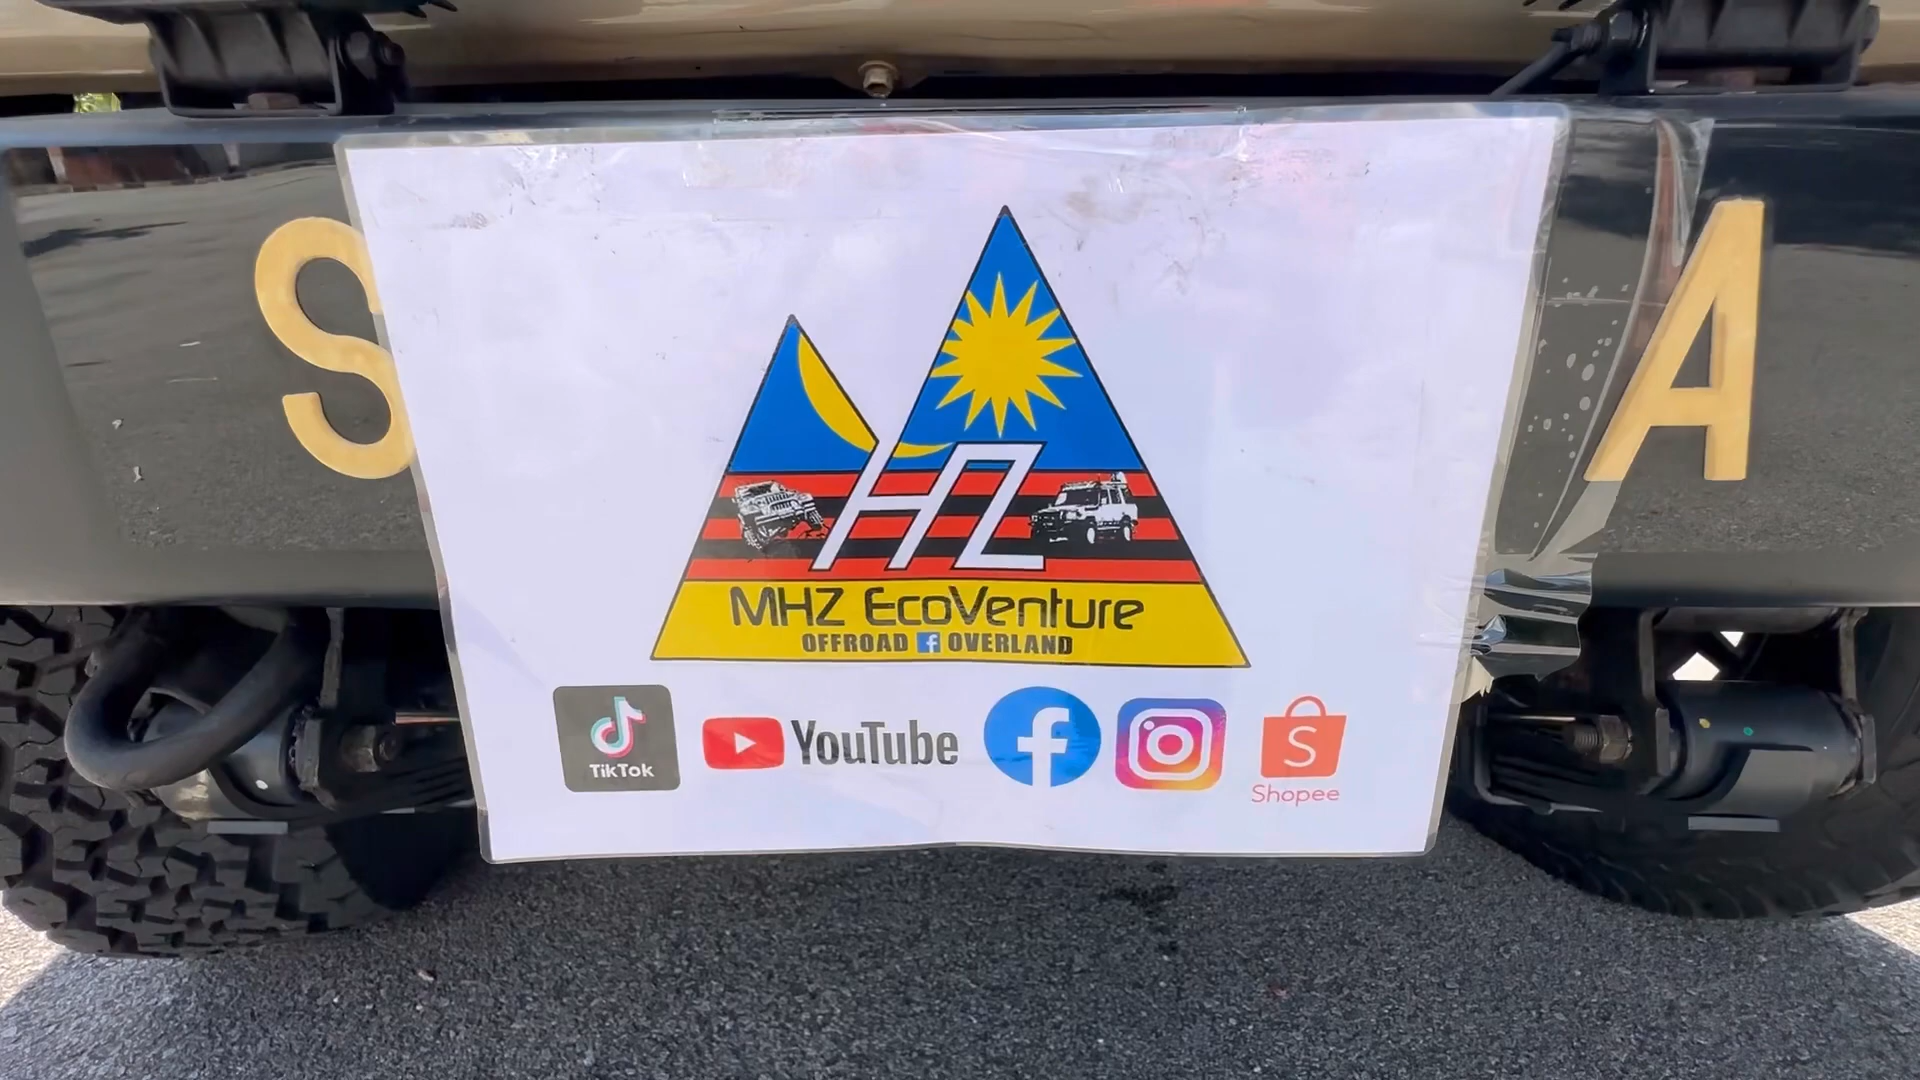 S
A
HZ
MHZ EcoVenture
OFFROAD f OVERLAND
TikTok
YouTube
f
S
Shopee